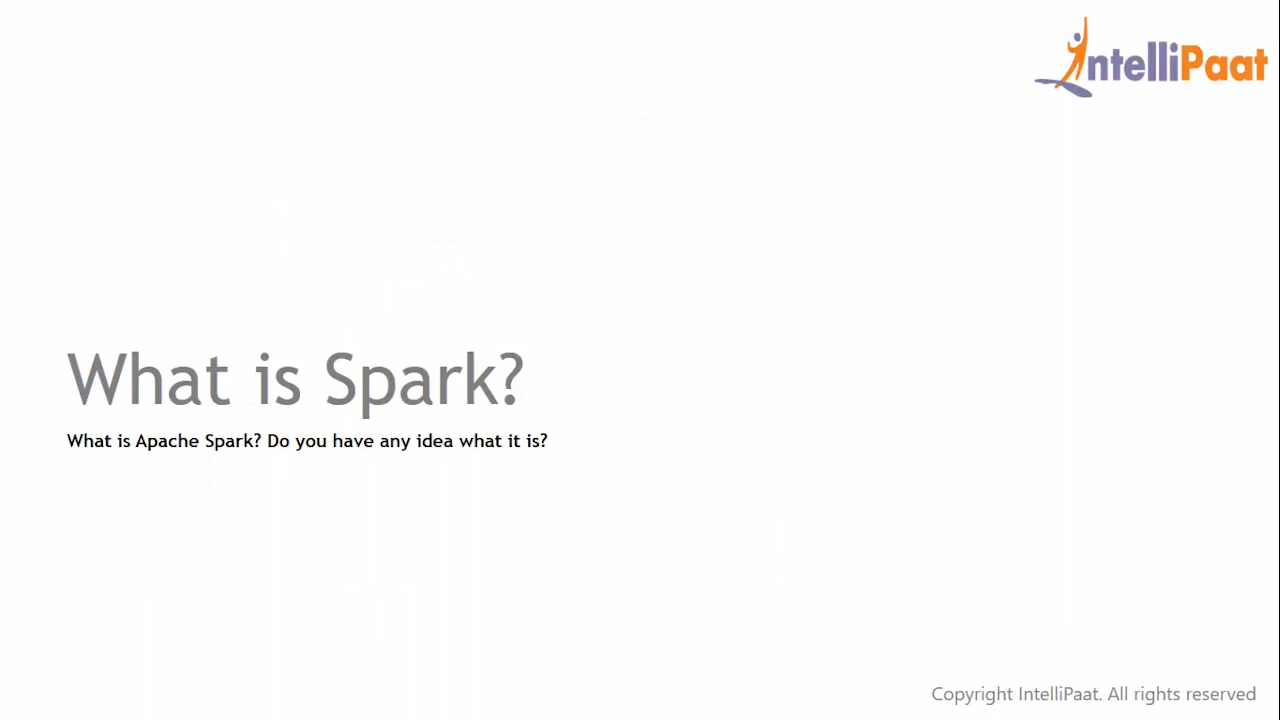 IntelliPaat
What is Spark?
What is Apache Spark? Do you have any idea what it is?
Copyright IntelliPaat. All rights reserved